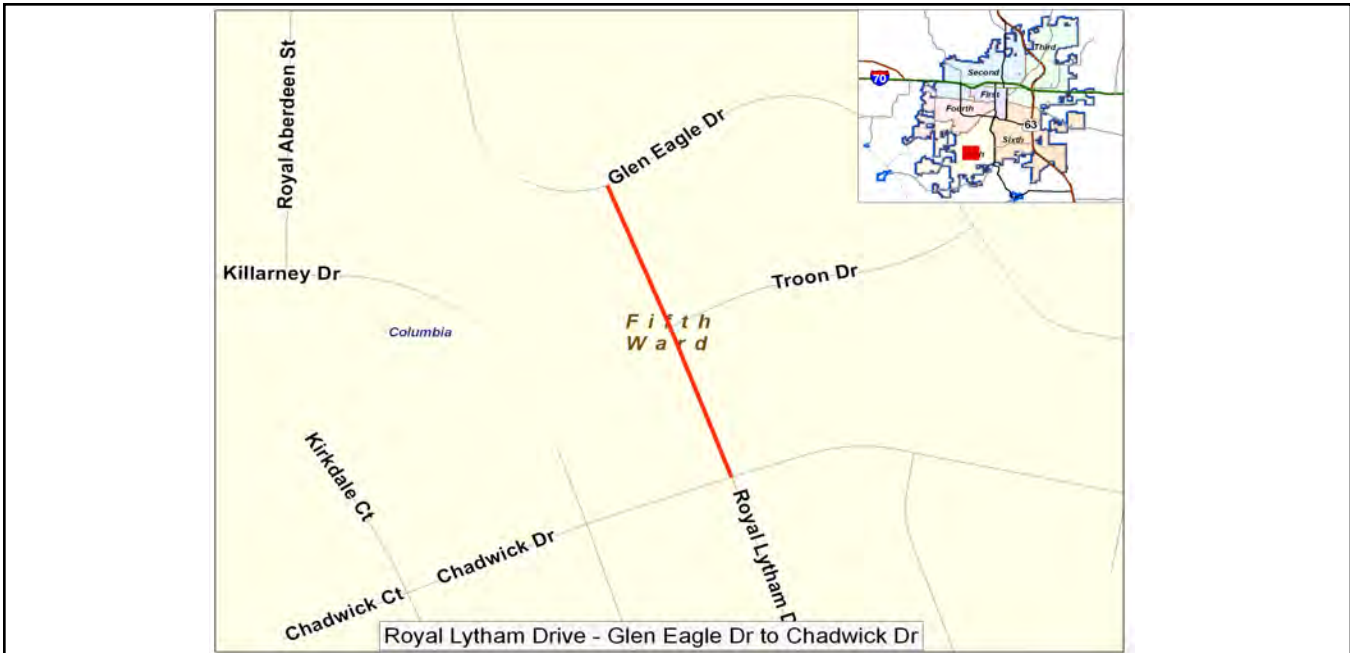 Royal Aberdeen St
Third
Second
70
First
Fourth
63
Sixth
Glen Eagle Dr
Killarney Dr
Troon Dr
Columbia
Fifth
Ward
Kirkdale Ct
Royal Lytham D
Chadwick Dr
Chadwick Ct
Royal Lytham Drive - Glen Eagle Dr to Chadwick Dr